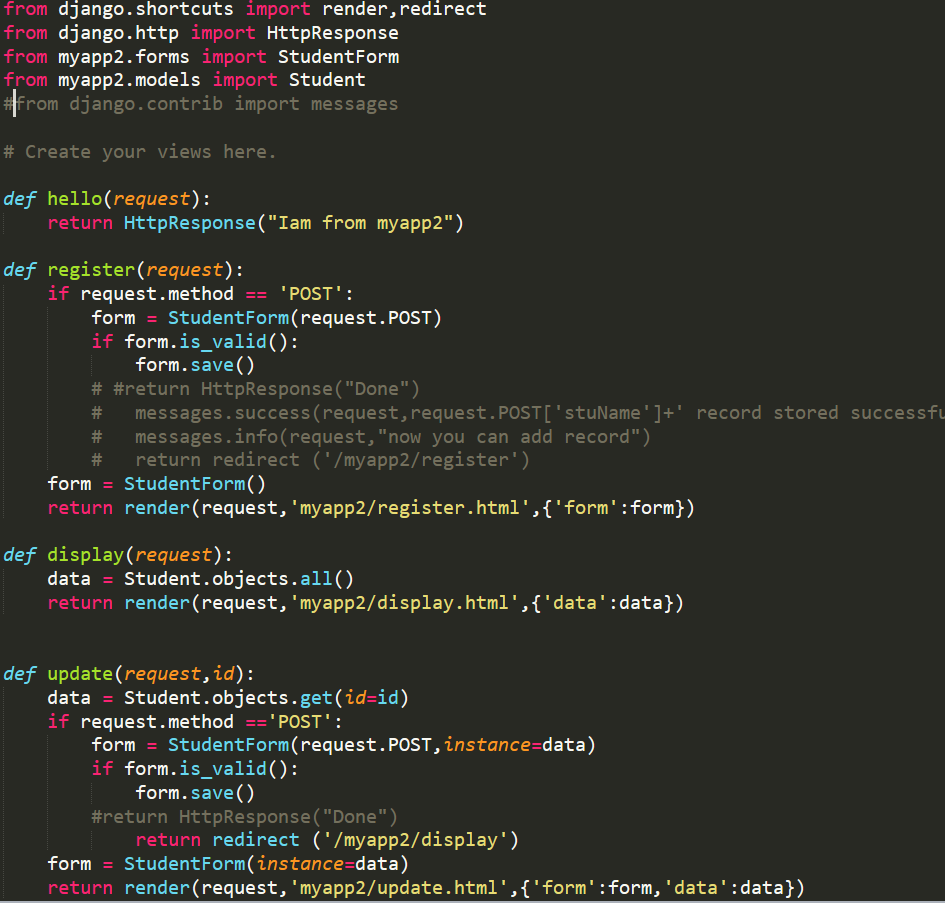 from django.shortcuts import render,redirect
from django.http import HttpResponse
from myapp2.forms import StudentForm
from myapp2.models import Student
#from django.contrib import messages
# Create your views here.
def hello(request):
    return HttpResponse("Iam from myapp2")
def register(request):
    if request.method == 'POST':
        form = StudentForm(request.POST)
        if form.is_valid():
            form.save()
        # #return HttpResponse("Done")
        #   messages.success(request,request.POST['stuName']+' record stored
        #   messages.info(request,"now you can add record")
        #   return redirect ('/myapp2/register')
    form = StudentForm()
    return render(request,'myapp2/register.html',{'form':form})
def display(request):
    data = Student.objects.all()
    return render(request,'myapp2/display.html',{'data':data})
def update(request,id):
    data = Student.objects.get(id=id)
    if request.method =='POST':
        form = StudentForm(request.POST,instance=data)
        if form.is_valid():
            form.save()
        #return HttpResponse("Done")
            return redirect ('/myapp2/display')
    form = StudentForm(instance=data)
    return render(request,'myapp2/update.html',{'form':form,'data':data})